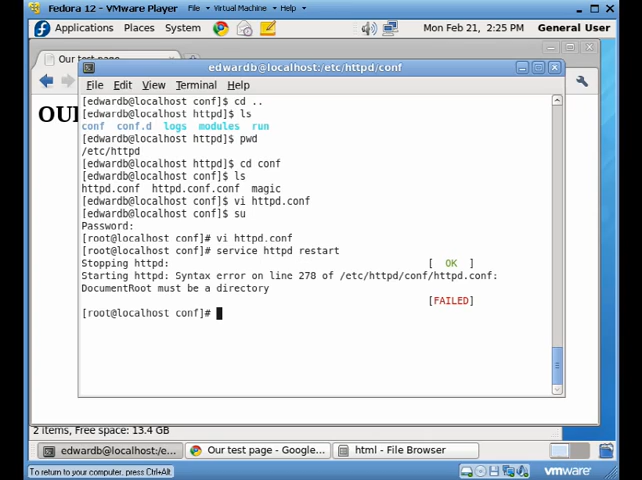 Fedora 12 - VMware Player File Virtual Machine Help
Applications Places System Mon Feb 21, 2:25 PM General User
Our test page
edwardb@localhost:/etc/httpd/conf
File Edit View Terminal Help
OU
[edwardb@localhost conf]$ cd ..
[edwardb@localhost httpd]$ ls
conf conf.d logs modules run
[edwardb@localhost httpd]$ pwd
/etc/httpd
[edwardb@localhost httpd]$ cd conf
[edwardb@localhost conf]$ ls
httpd.conf httpd.conf.conf magic
[edwardb@localhost conf]$ vi httpd.conf
[edwardb@localhost conf]$ su
Password:
[root@localhost conf]# vi httpd.conf
[root@localhost conf]# service httpd restart
Stopping httpd: [ OK ]
Starting httpd: Syntax error on line 278 of /etc/httpd/conf/httpd.conf:
DocumentRoot must be a directory
[FAILED]
[root@localhost conf]#
2 items, Free space: 13.4 GB
edwardb@localhost:/e... Our test page - Google... html - File Browser
To return to your computer, press Ctrl+Alt. vmware